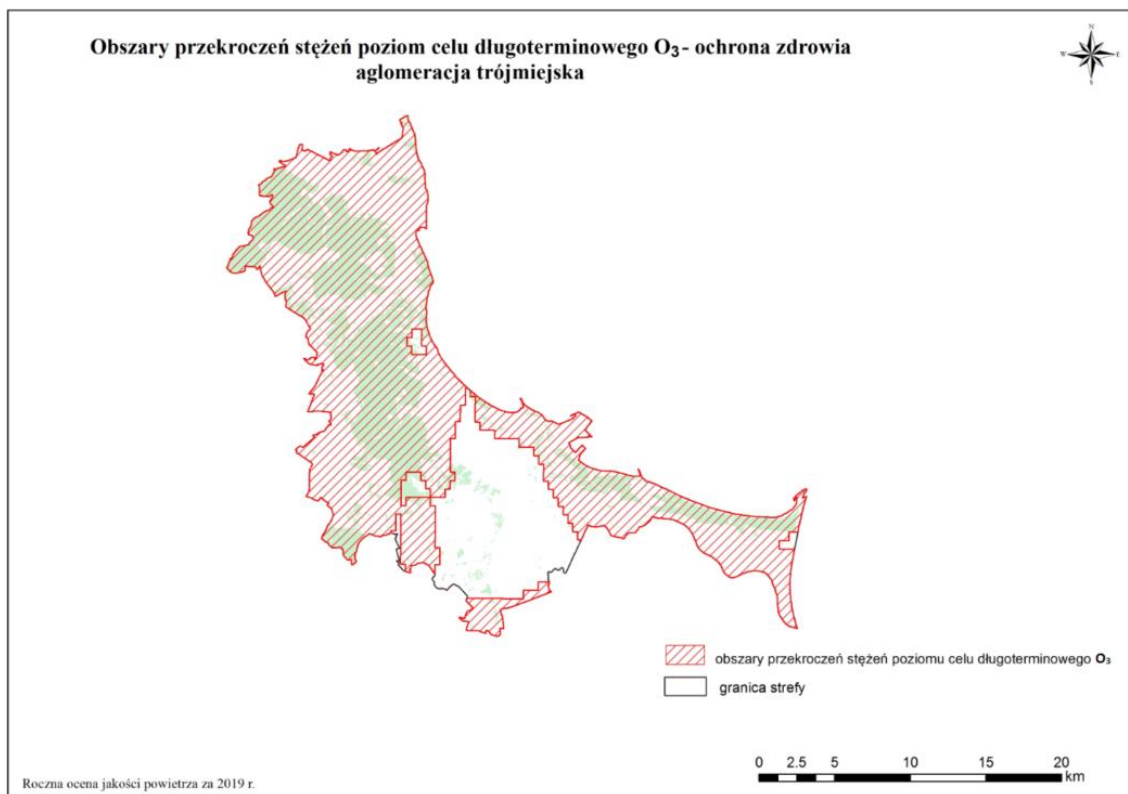 Obszary przekroczeń stężeń poziom celu długoterminowego O₃ - ochrona zdrowia
aglomeracja trójmiejska
N
W E
S
obszary przekroczeń stężeń poziomu celu długoterminowego O₃
granica strefy
0 2.5 5 10 15 20
km
Roczna ocena jakości powietrza za 2019 r.